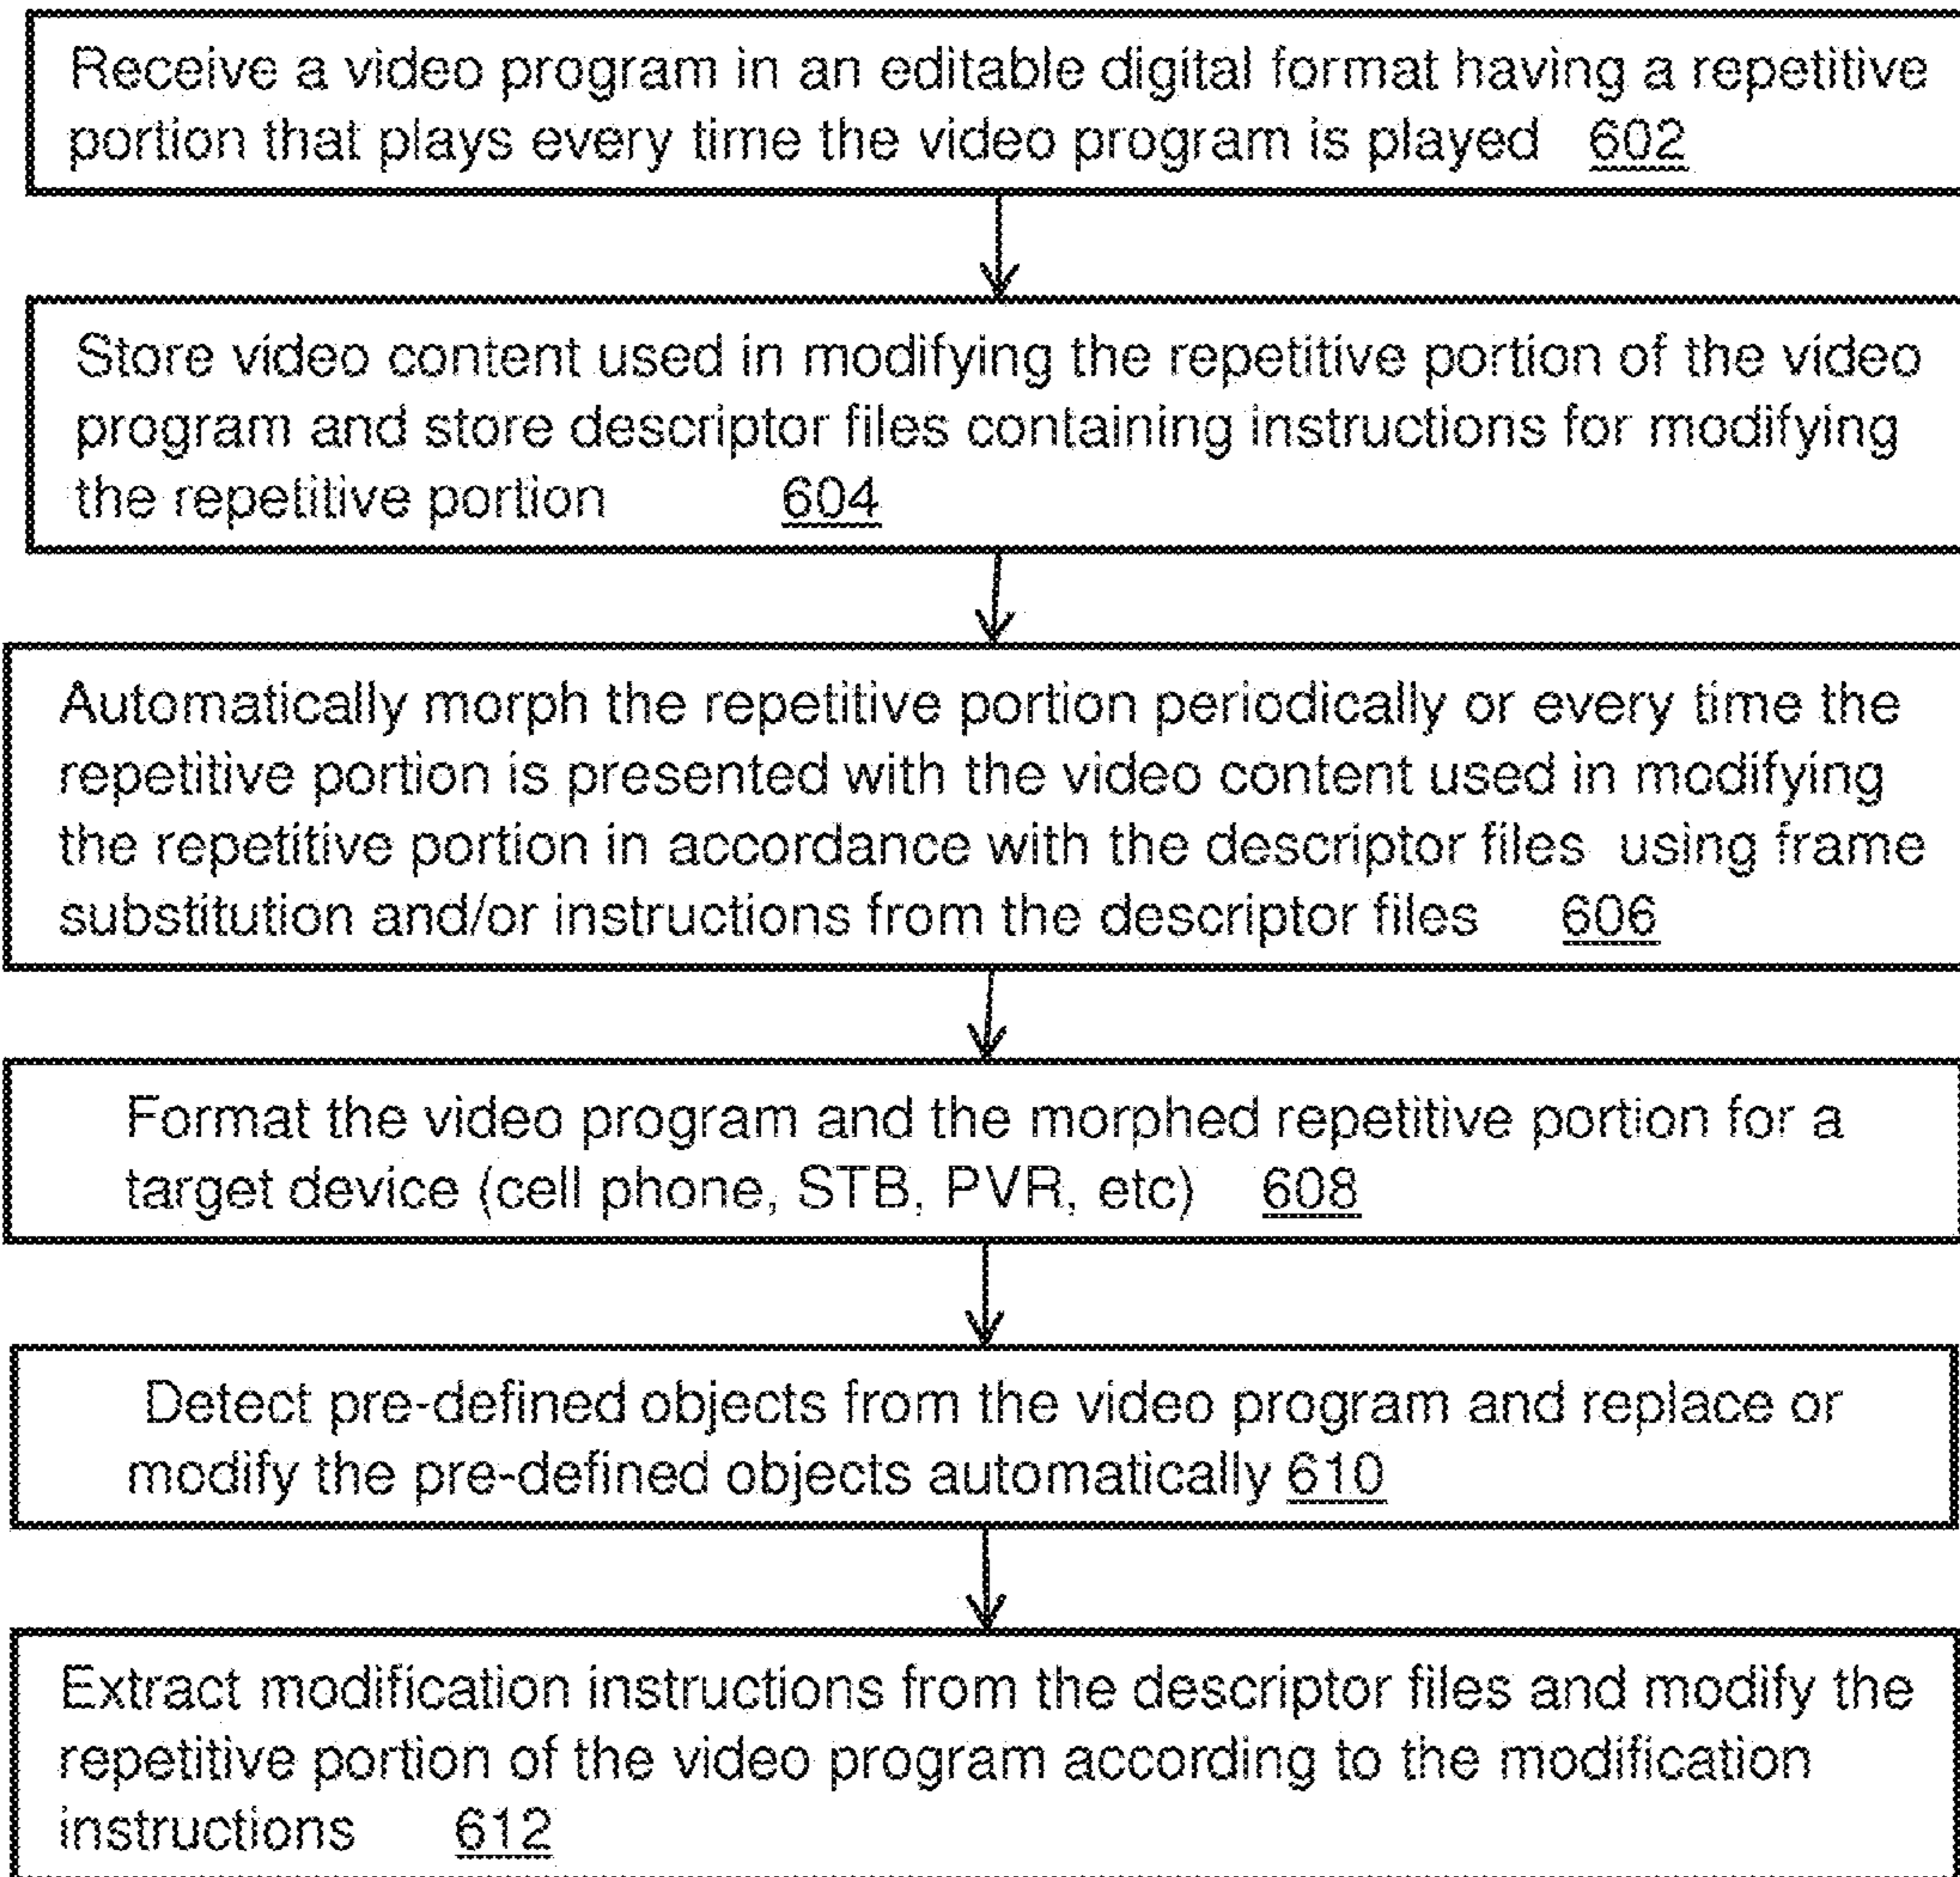 Receive a video program in an editable digital format having a repetitive
portion that plays every time the video program is played 602
Store video content used in modifying the repetitive portion of the video
program and store descriptor files containing instructions for modifying
the repetitive portion 604
Automatically morph the repetitive portion periodically or every time the
repetitive portion is presented with the video content used in modifying
the repetitive portion in accordance with the descriptor files using frame
substitution and/or instructions from the descriptor files 606
Format the video program and the morphed repetitive portion for a
target device (cell phone, STB, PVR, etc) 608
Detect pre-defined objects from the video program and replace or
modify the pre-defined objects automatically 610
Extract modification instructions from the descriptor files and modify the
repetitive portion of the video program according to the modification
instructions 612